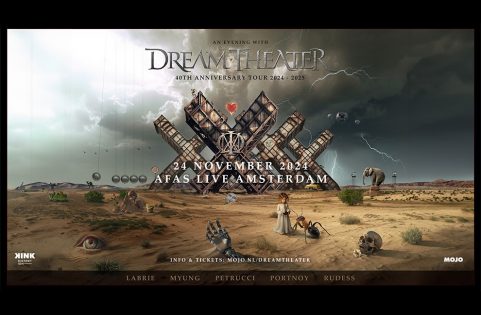 AN EVENING WITH
DREAM THEATER
40TH ANNIVERSARY TOUR 2024 - 2025
24 NOVEMBER 2024
AFAS LIVE AMSTERDAM
KINK
MOJO
INFO & TICKETS: MOJO.NL/DREAMTHEATER
LABRIE MYUNG PETRUCCI PORTNOY RUDESS